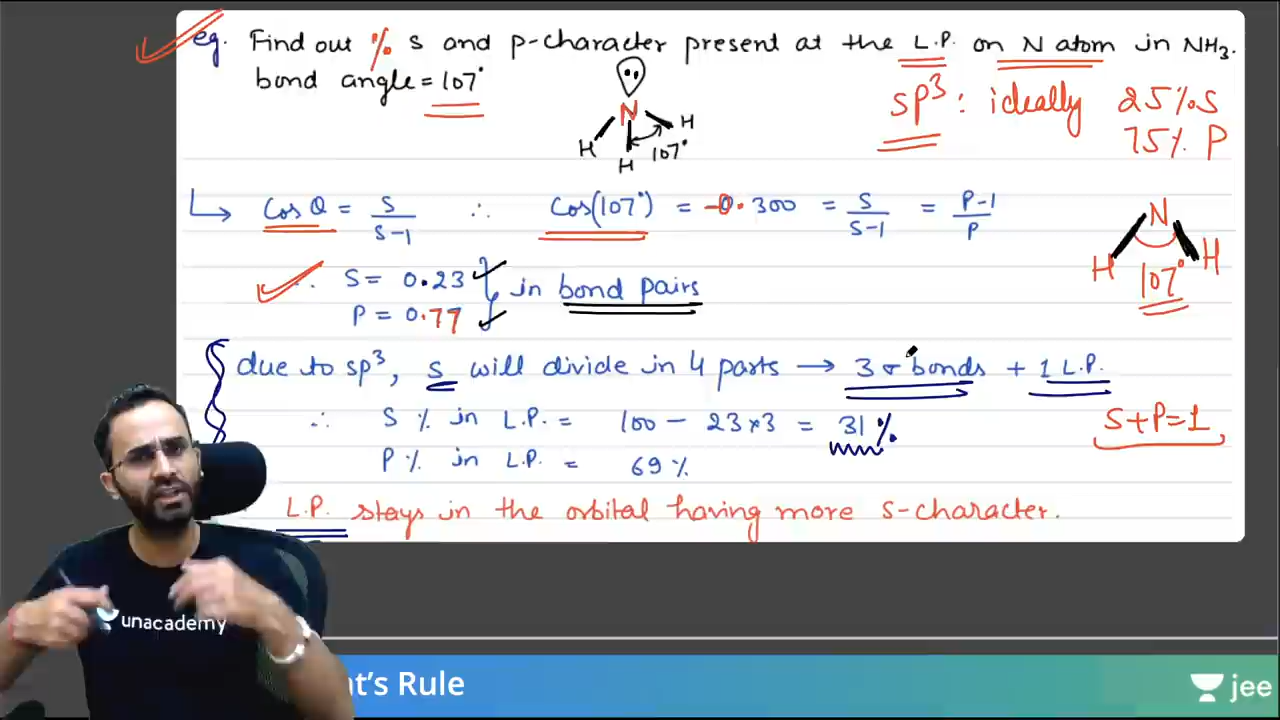 eg. Find out % s and p-character present at the L.P. on N atom in NH3.
bond angle = 107°
N
H
H
H
107°
SP³ : ideally 25%S
75% P
Cos θ = S/S-1 ∴ Cos(107°) = -0.300 = S/S-1 = P-1/P
N
H H
107°
∴ S = 0.23
P = 0.77
in bond pairs
due to sp³, s will divide in 4 parts → 3 σ bonds + 1 L.P.
∴ S % in L.P. = 100 - 23×3 = 31%
P % in L.P. = 69 %
S+P=1
L.P. stays in the orbital having more s-character.
unacademy
t's Rule
jee